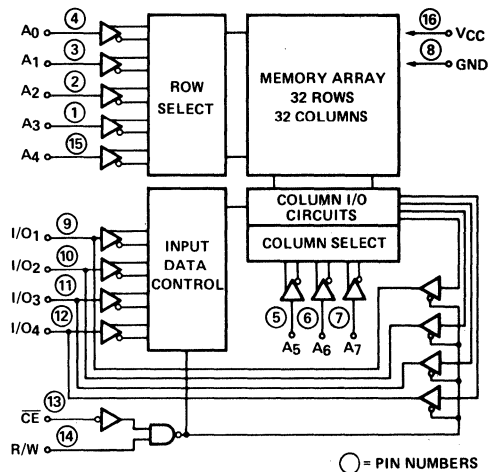 A0 4
A1 3
A2 2
A3 1
A4 15
ROW
SELECT
MEMORY ARRAY
32 ROWS
32 COLUMNS
16 VCC
8 GND
I/O1 9
I/O2 10
I/O3 11
I/O4 12
INPUT
DATA
CONTROL
COLUMN I/O
CIRCUITS
COLUMN SELECT
5 6 7
A5 A6 A7
CE 13
R/W 14
= PIN NUMBERS